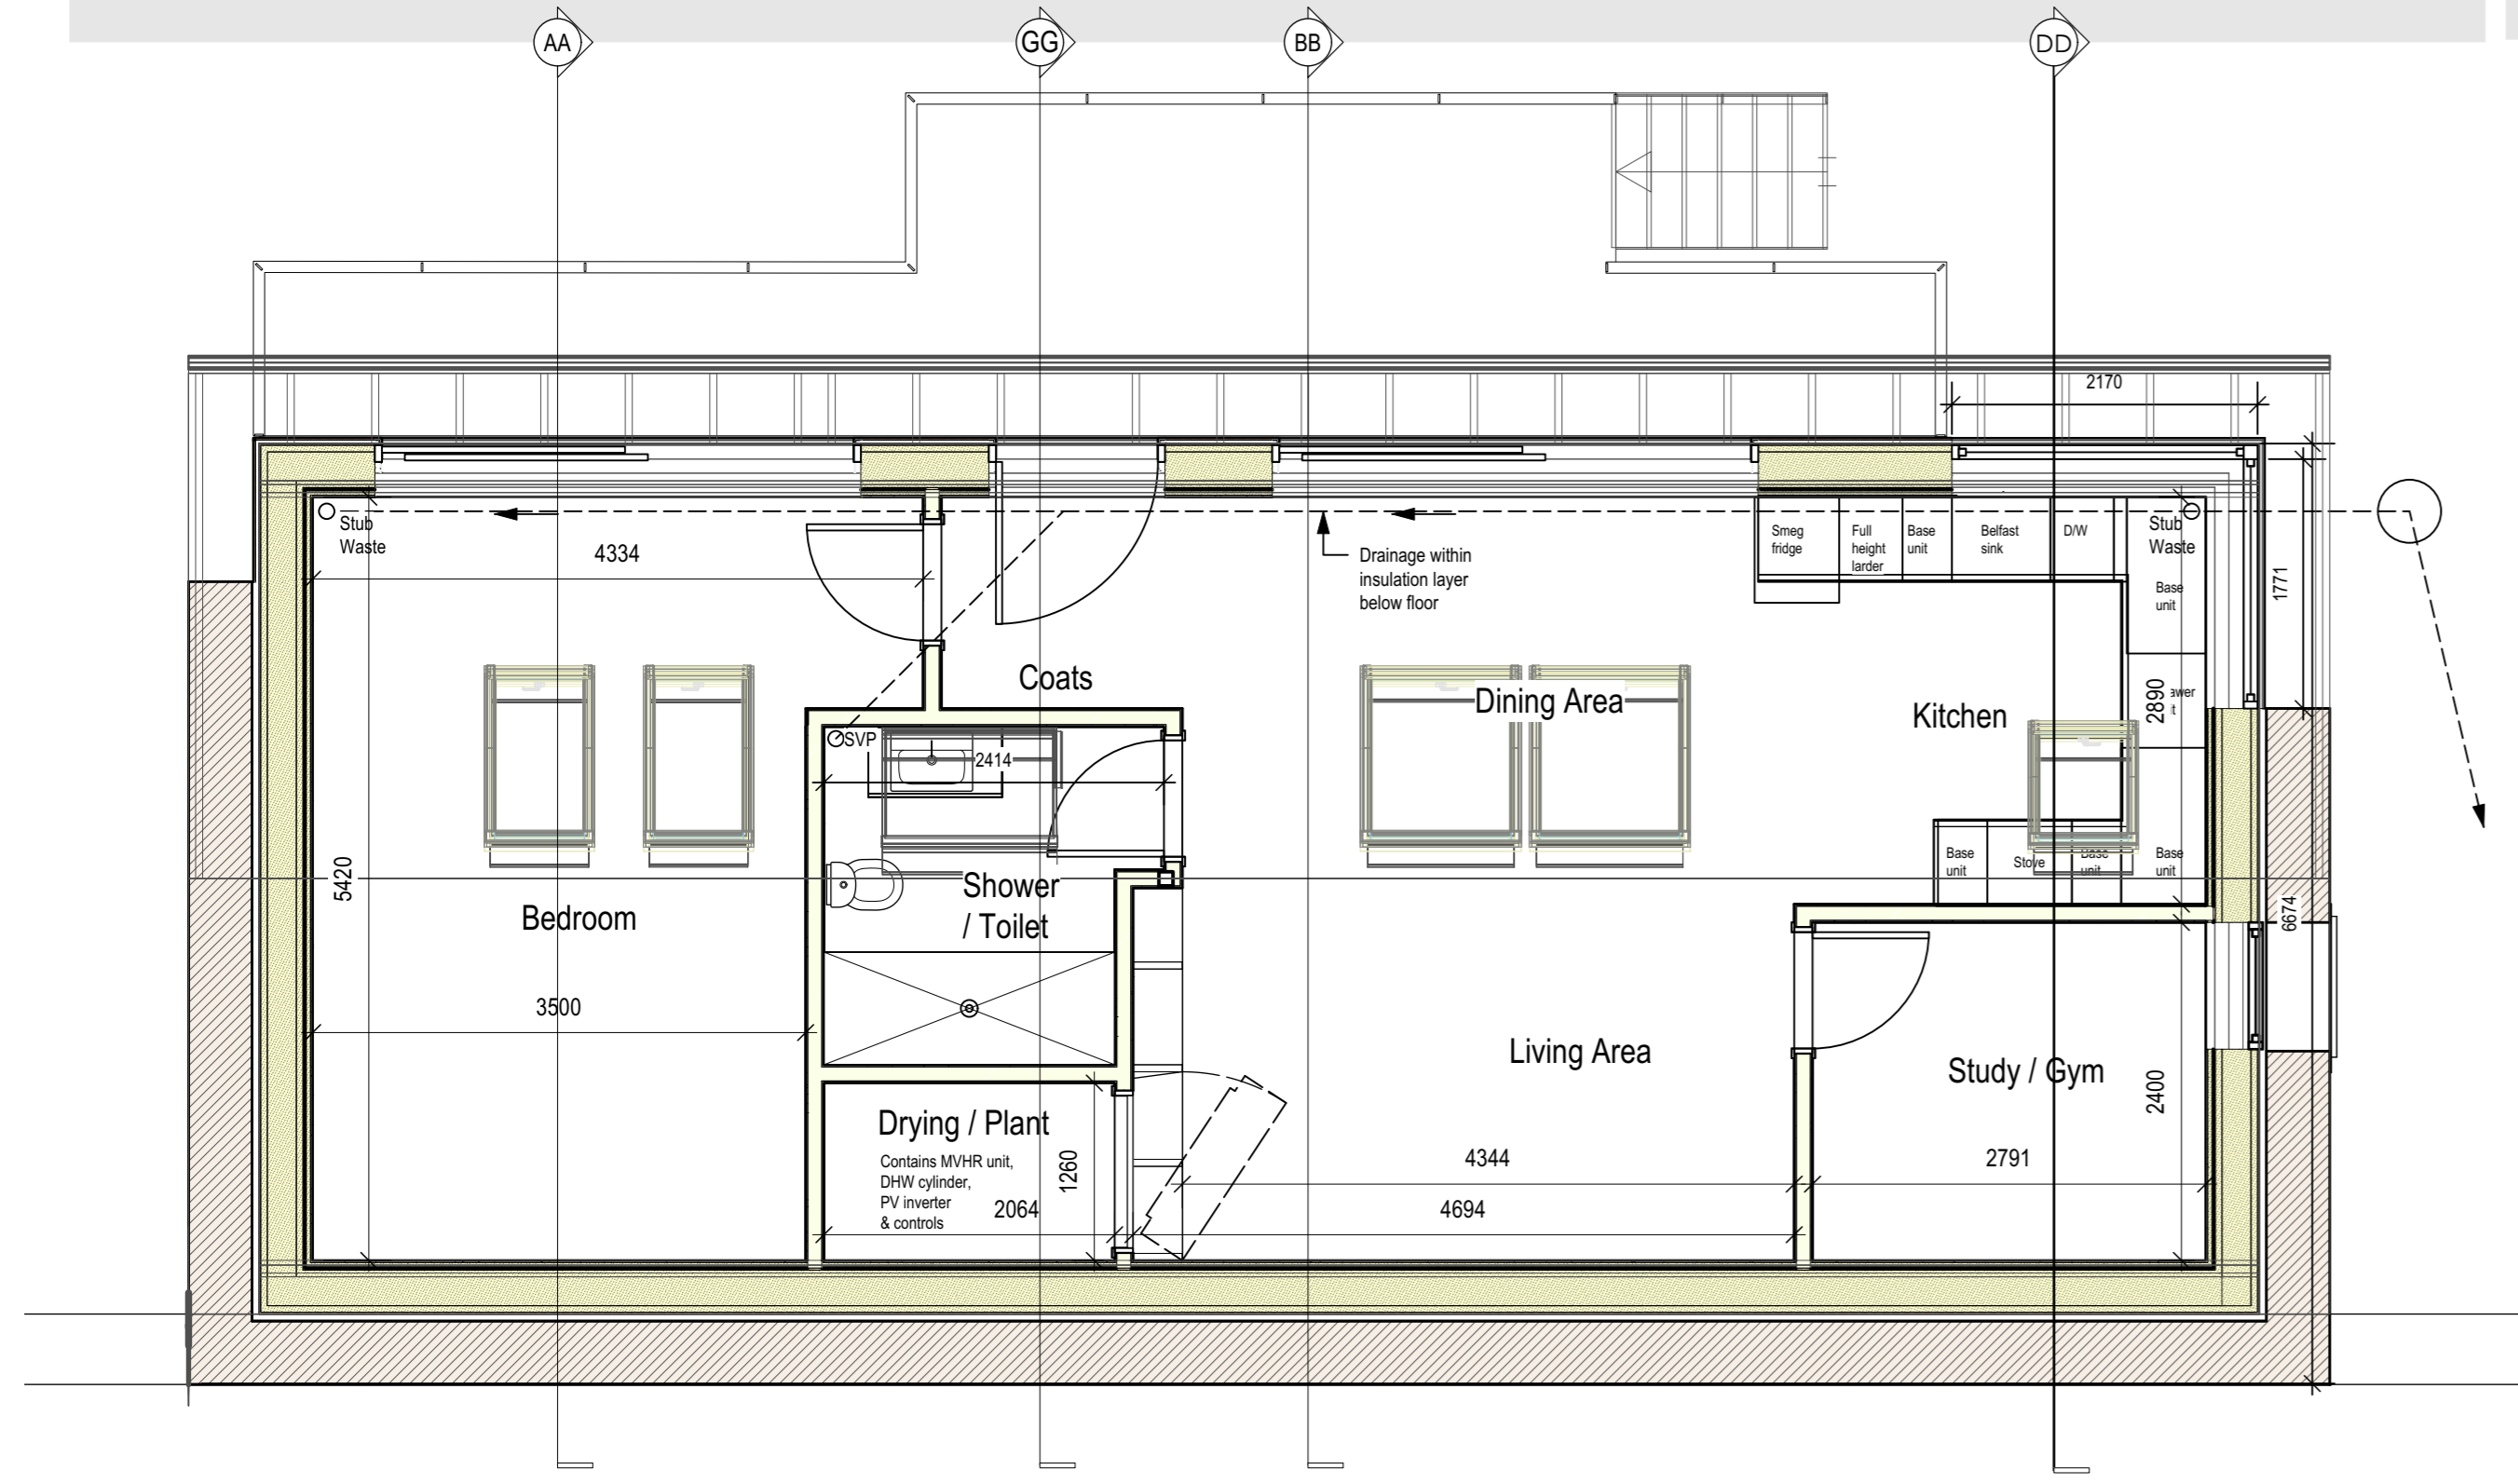 AA
GG
BB
DD
2170
Stub
Waste
4334
Drainage within
insulation layer
below floor
Smeg
fridge
Full
height
larder
Base
unit
Belfast
sink
D/W
Stub
Waste
Base
unit
1771
Coats
Dining Area
Kitchen
2890
SVP
2414
5420
Bedroom
Shower
/ Toilet
Base
unit
Stove
Base
unit
Base
unit
6674
3500
Living Area
Study / Gym
2400
Drying / Plant
Contains MVHR unit,
DHW cylinder,
PV inverter
& controls
1260
2064
4344
4694
2791